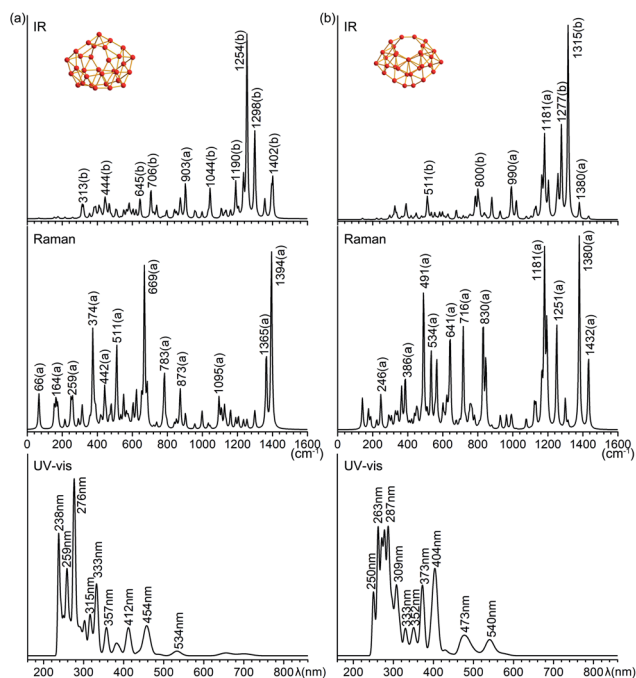 (a) IR
1254(b)
1298(b)
313(b)
444(b)
645(b)
706(b)
903(a)
1044(b)
1190(b)
1402(b)
Raman
1394(a)
669(a)
374(a)
511(a)
1365(a)
783(a)
66(a)
164(a)
259(a)
442(a)
873(a)
1095(a)
0 200 400 600 800 1000 1200 1400 1600
(cm-1)
UV-vis
276nm
238nm
259nm
333nm
315nm
357nm
412nm
454nm
534nm
200 300 400 500 600 700 800 λ(nm)
(b) IR
1315(b)
1181(a)
1277(b)
511(b)
800(b)
990(a)
1380(a)
Raman
1380(a)
1181(a)
491(a)
716(a)
830(a)
1251(a)
641(a)
534(a)
386(a)
246(a)
1432(a)
0 200 400 600 800 1000 1200 1400 1600
(cm-1)
UV-vis
263nm
287nm
250nm
309nm
333nm
352nm
373nm
404nm
473nm
540nm
200 300 400 500 600 700 800 λ(nm)